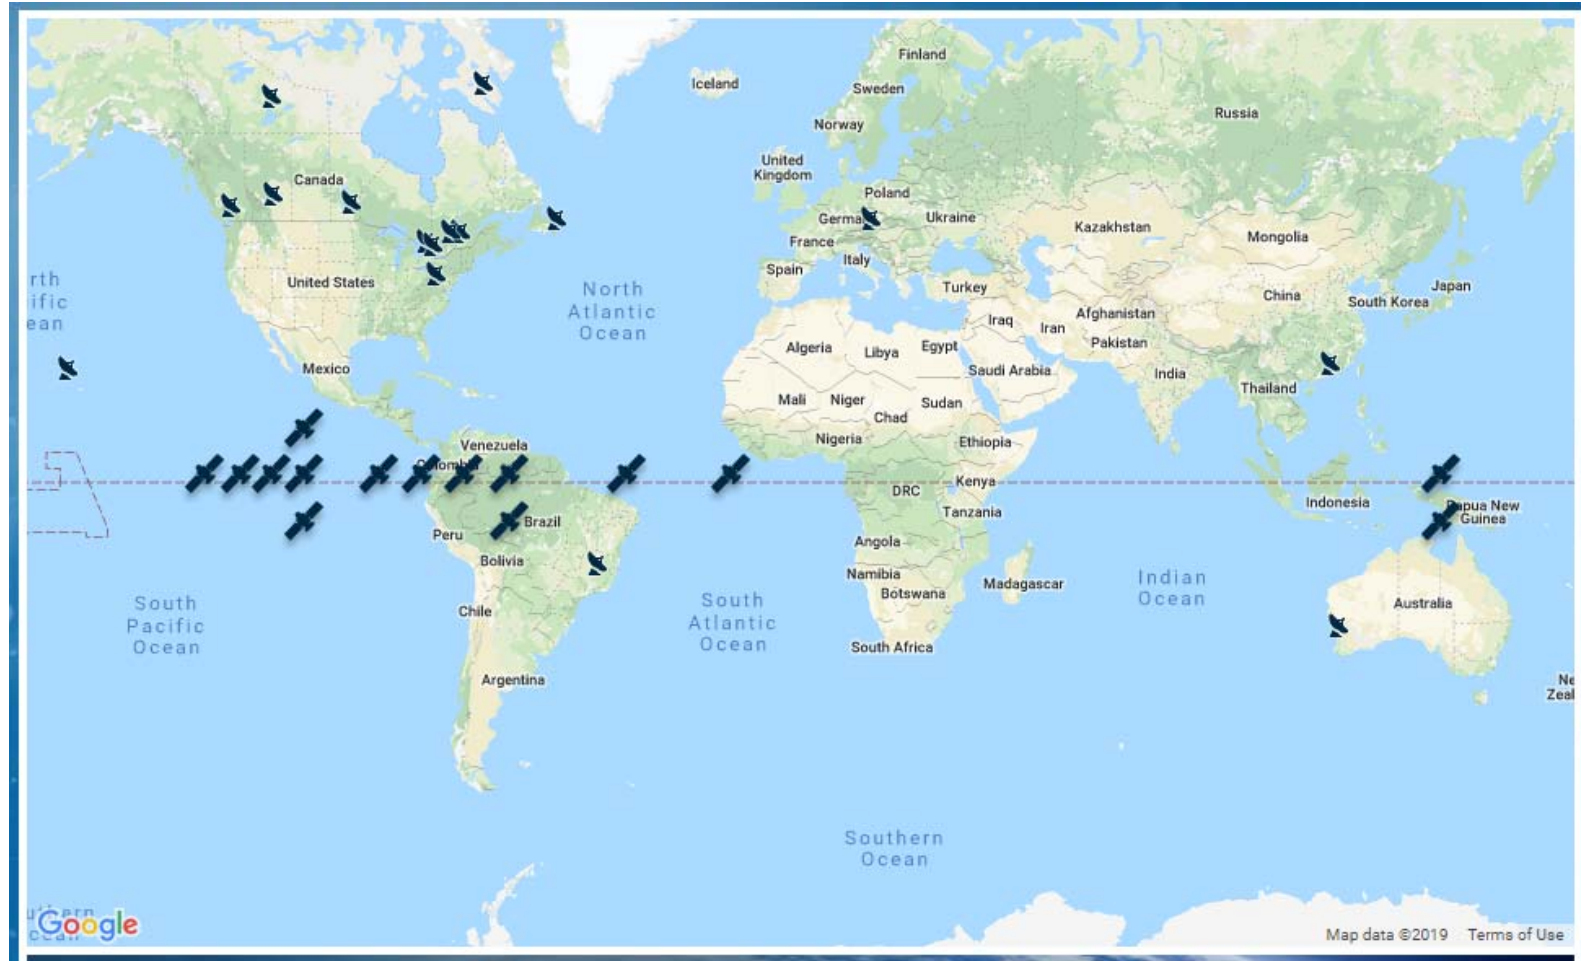 Finland
Iceland
Sweden
Russia
Norway
United
Kingdom
Canada
Poland
Germa
Ukraine
Kazakhstan
Mongolia
France
Italy
Spain
United States
rth
ific
ean
North
Atlantic
Ocean
Turkey
Japan
China
South Korea
Afghanistan
Iraq
Iran
Pakistan
Algeria
Libya
Egypt
Mexico
Saudi Arabia
India
Thailand
Mali
Niger
Sudan
Chad
Nigeria
Ethiopia
Venezuela
Kenya
DRC
Indonesia
Tanzania
Papua New
Guinea
Brazil
Peru
Angola
Bolivia
Namibia
Botswana
Madagascar
Indian
Ocean
Australia
Chile
South
Pacific
Ocean
South
Atlantic
Ocean
South Africa
Argentina
Ne
Zeal
Southern
Ocean
Google
Map data ©2019
Terms of Use